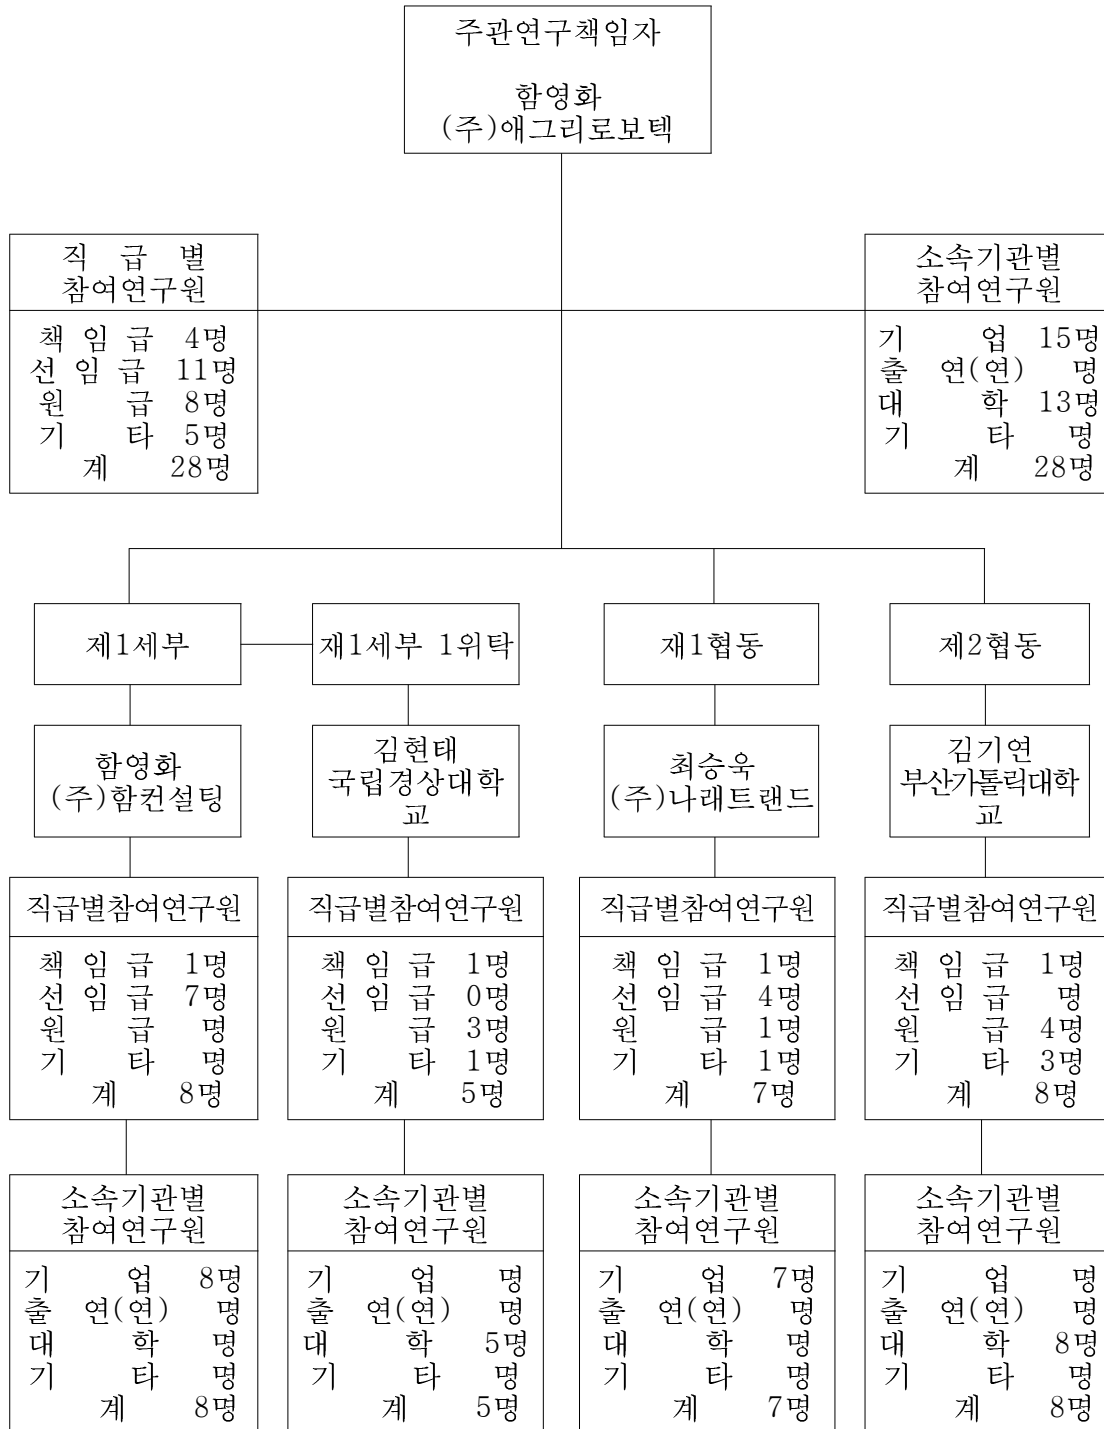 주관연구책임자
함영화
(주)애그리로보텍
직 급 별
참여연구원
책 임 급 4명
선 임 급 11명
원 급 8명
기 타 5명
계 28명
소속기관별
참여연구원
기 업 15명
출 연(연) 명
대 학 13명
기 타 명
계 28명
제1세부
재1세부 1위탁
재1협동
제2협동
함영화
(주)함컨설팅
김현태
국립경상대학
교
최승욱
(주)나래트랜드
김기연
부산가톨릭대학
교
직급별참여연구원
책 임 급 1명
선 임 급 7명
원 급 명
기 타 명
계 8명
직급별참여연구원
책 임 급 1명
선 임 급 0명
원 급 3명
기 타 1명
계 5명
직급별참여연구원
책 임 급 1명
선 임 급 4명
원 급 1명
기 타 1명
계 7명
직급별참여연구원
책 임 급 1명
선 임 급 명
원 급 4명
기 타 3명
계 8명
소속기관별
참여연구원
기 업 8명
출 연(연) 명
대 학 명
기 타 명
계 8명
소속기관별
참여연구원
기 업 명
출 연(연) 명
대 학 5명
기 타 명
계 5명
소속기관별
참여연구원
기 업 7명
출 연(연) 명
대 학 명
기 타 명
계 7명
소속기관별
참여연구원
기 업 명
출 연(연) 명
대 학 8명
기 타 명
계 8명